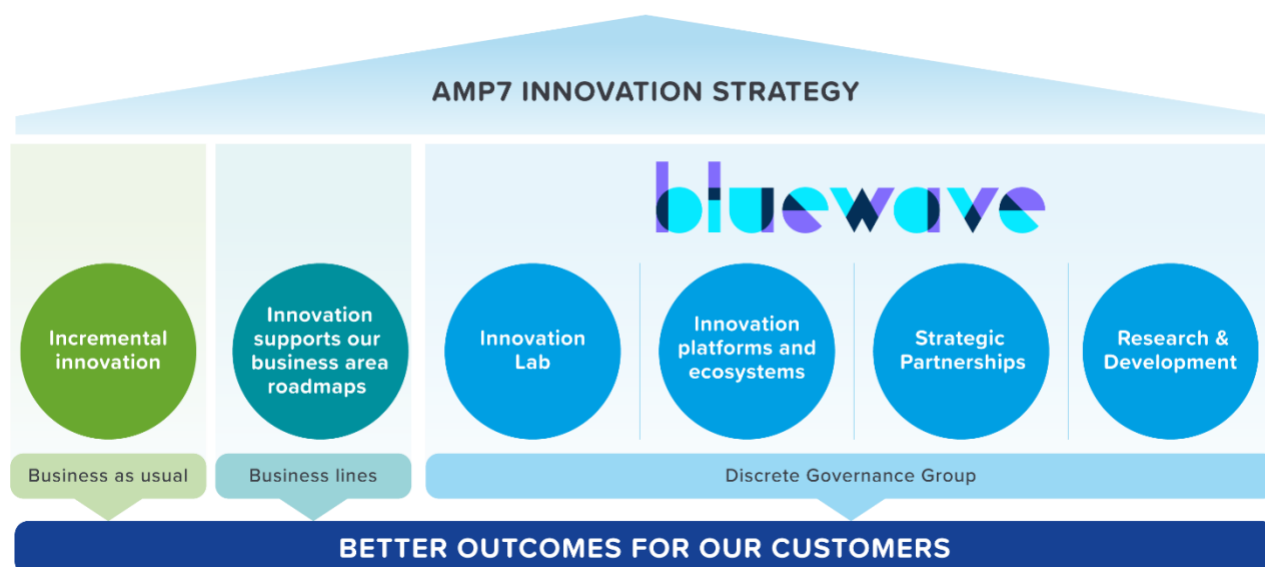 AMP7 INNOVATION STRATEGY
bluewave
Incremental
innovation
Innovation
supports our
business area
roadmaps
Innovation
Lab
Innovation
platforms and
ecosystems
Strategic
Partnerships
Research &
Development
Business as usual
Business lines
Discrete Governance Group
BETTER OUTCOMES FOR OUR CUSTOMERS